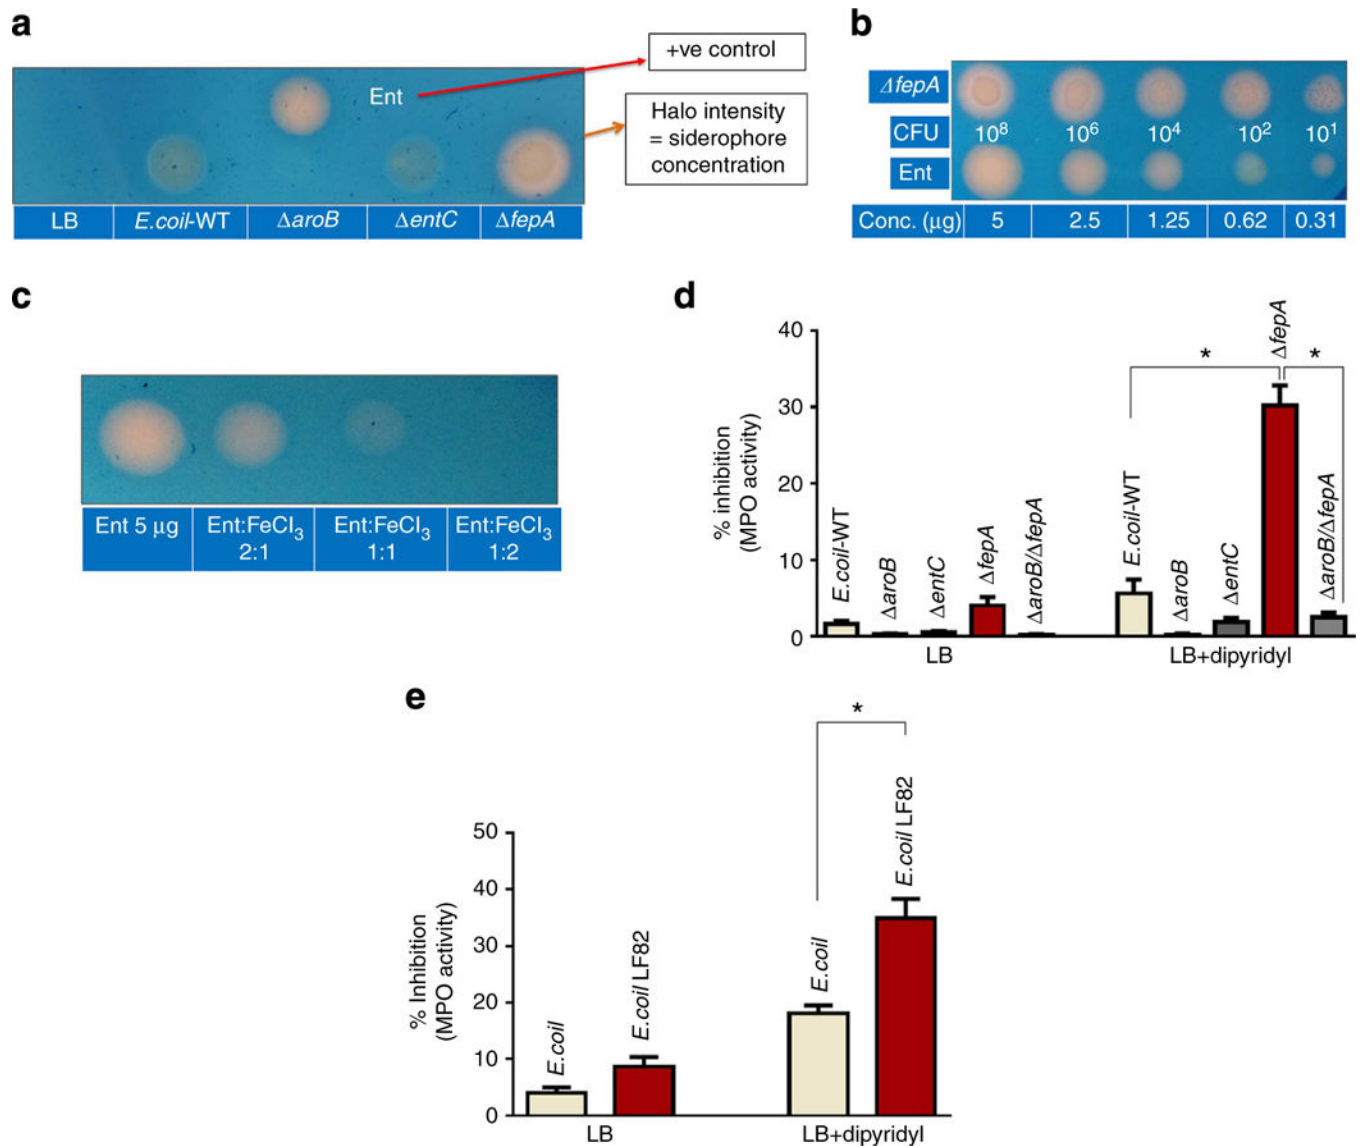 a
+ve control
Ent
Halo intensity
= siderophore
concentration
LB E.coil-WT ΔaroB ΔentC ΔfepA
b
ΔfepA
CFU 10⁸ 10⁶ 10⁴ 10² 10¹
Ent
Conc. (µg) 5 2.5 1.25 0.62 0.31
c
Ent 5 µg
Ent:FeCl₃
2:1
Ent:FeCl₃
1:1
Ent:FeCl₃
1:2
d
% inhibition
(MPO activity)
40
30
20
10
0
E.coil-WT
ΔaroB
ΔentC
ΔfepA
ΔaroB/ΔfepA
E.coil-WT
ΔaroB
ΔentC
ΔfepA
ΔaroB/ΔfepA
* *
LB LB+dipyridyl
e
% Inhibition
(MPO activity)
50
40
30
20
10
0
E.coil
E.coil LF82
E.coil
E.coil LF82
*
LB LB+dipyridyl